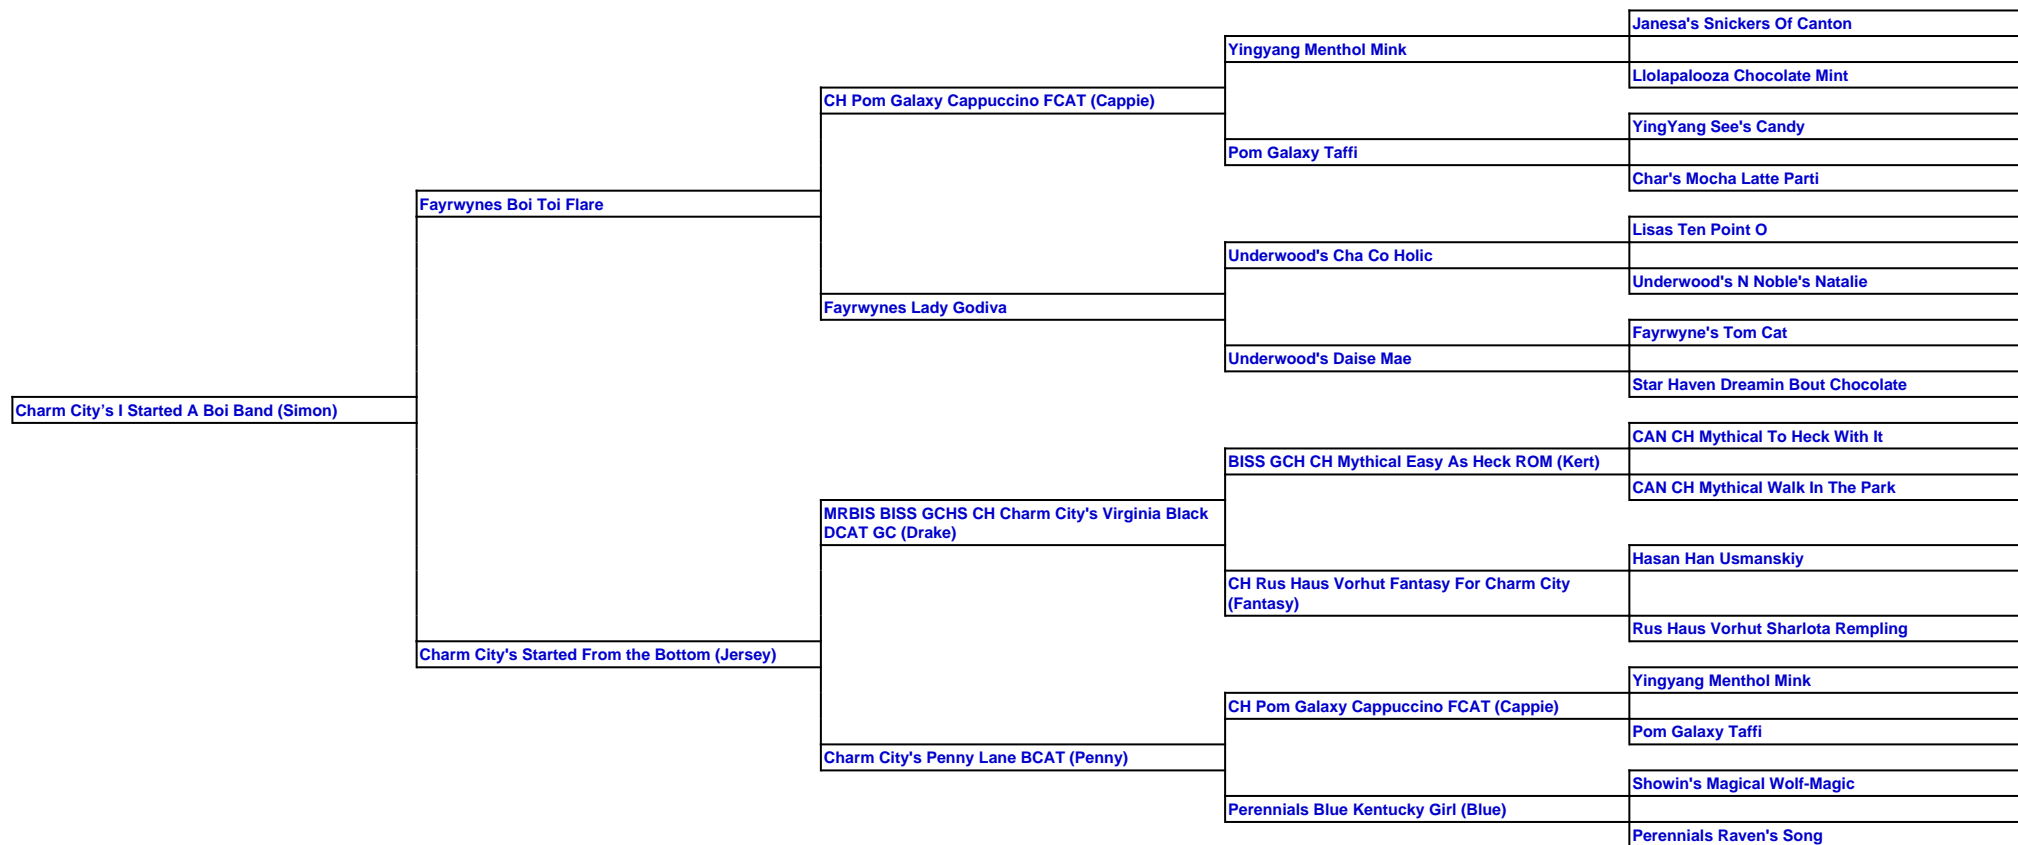 Janesa's Snickers Of Canton
Yingyang Menthol Mink
Llolapalooza Chocolate Mint
CH Pom Galaxy Cappuccino FCAT (Cappie)
YingYang See's Candy
Pom Galaxy Taffi
Char's Mocha Latte Parti
Fayrwynes Boi Toi Flare
Lisas Ten Point O
Underwood's Cha Co Holic
Underwood's N Noble's Natalie
Fayrwynes Lady Godiva
Fayrwyne's Tom Cat
Underwood's Daise Mae
Star Haven Dreamin Bout Chocolate
Charm City’s I Started A Boi Band (Simon)
CAN CH Mythical To Heck With It
BISS GCH CH Mythical Easy As Heck ROM (Kert)
CAN CH Mythical Walk In The Park
MRBIS BISS GCHS CH Charm City's Virginia Black
DCAT GC (Drake)
Hasan Han Usmanskiy
CH Rus Haus Vorhut Fantasy For Charm City
(Fantasy)
Rus Haus Vorhut Sharlota Rempling
Charm City's Started From the Bottom (Jersey)
Yingyang Menthol Mink
CH Pom Galaxy Cappuccino FCAT (Cappie)
Pom Galaxy Taffi
Charm City's Penny Lane BCAT (Penny)
Showin's Magical Wolf-Magic
Perennials Blue Kentucky Girl (Blue)
Perennials Raven's Song